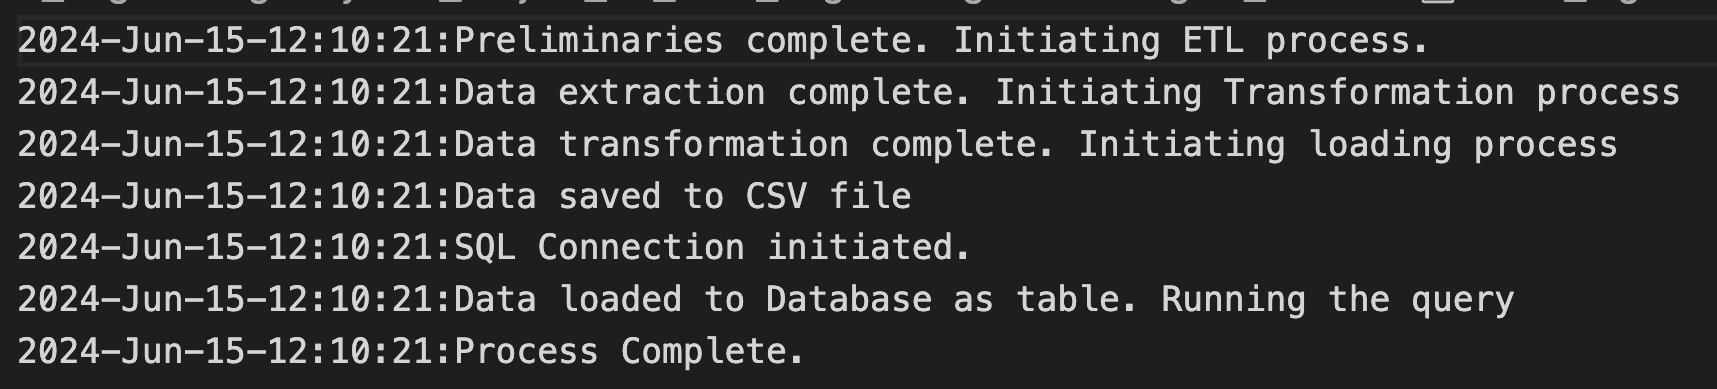 2024-Jun-15-12:10:21:Preliminaries complete. Initiating ETL process.
2024-Jun-15-12:10:21:Data extraction complete. Initiating Transformation process
2024-Jun-15-12:10:21:Data transformation complete. Initiating loading process
2024-Jun-15-12:10:21:Data saved to CSV file
2024-Jun-15-12:10:21:SQL Connection initiated.
2024-Jun-15-12:10:21:Data loaded to Database as table. Running the query
2024-Jun-15-12:10:21:Process Complete.